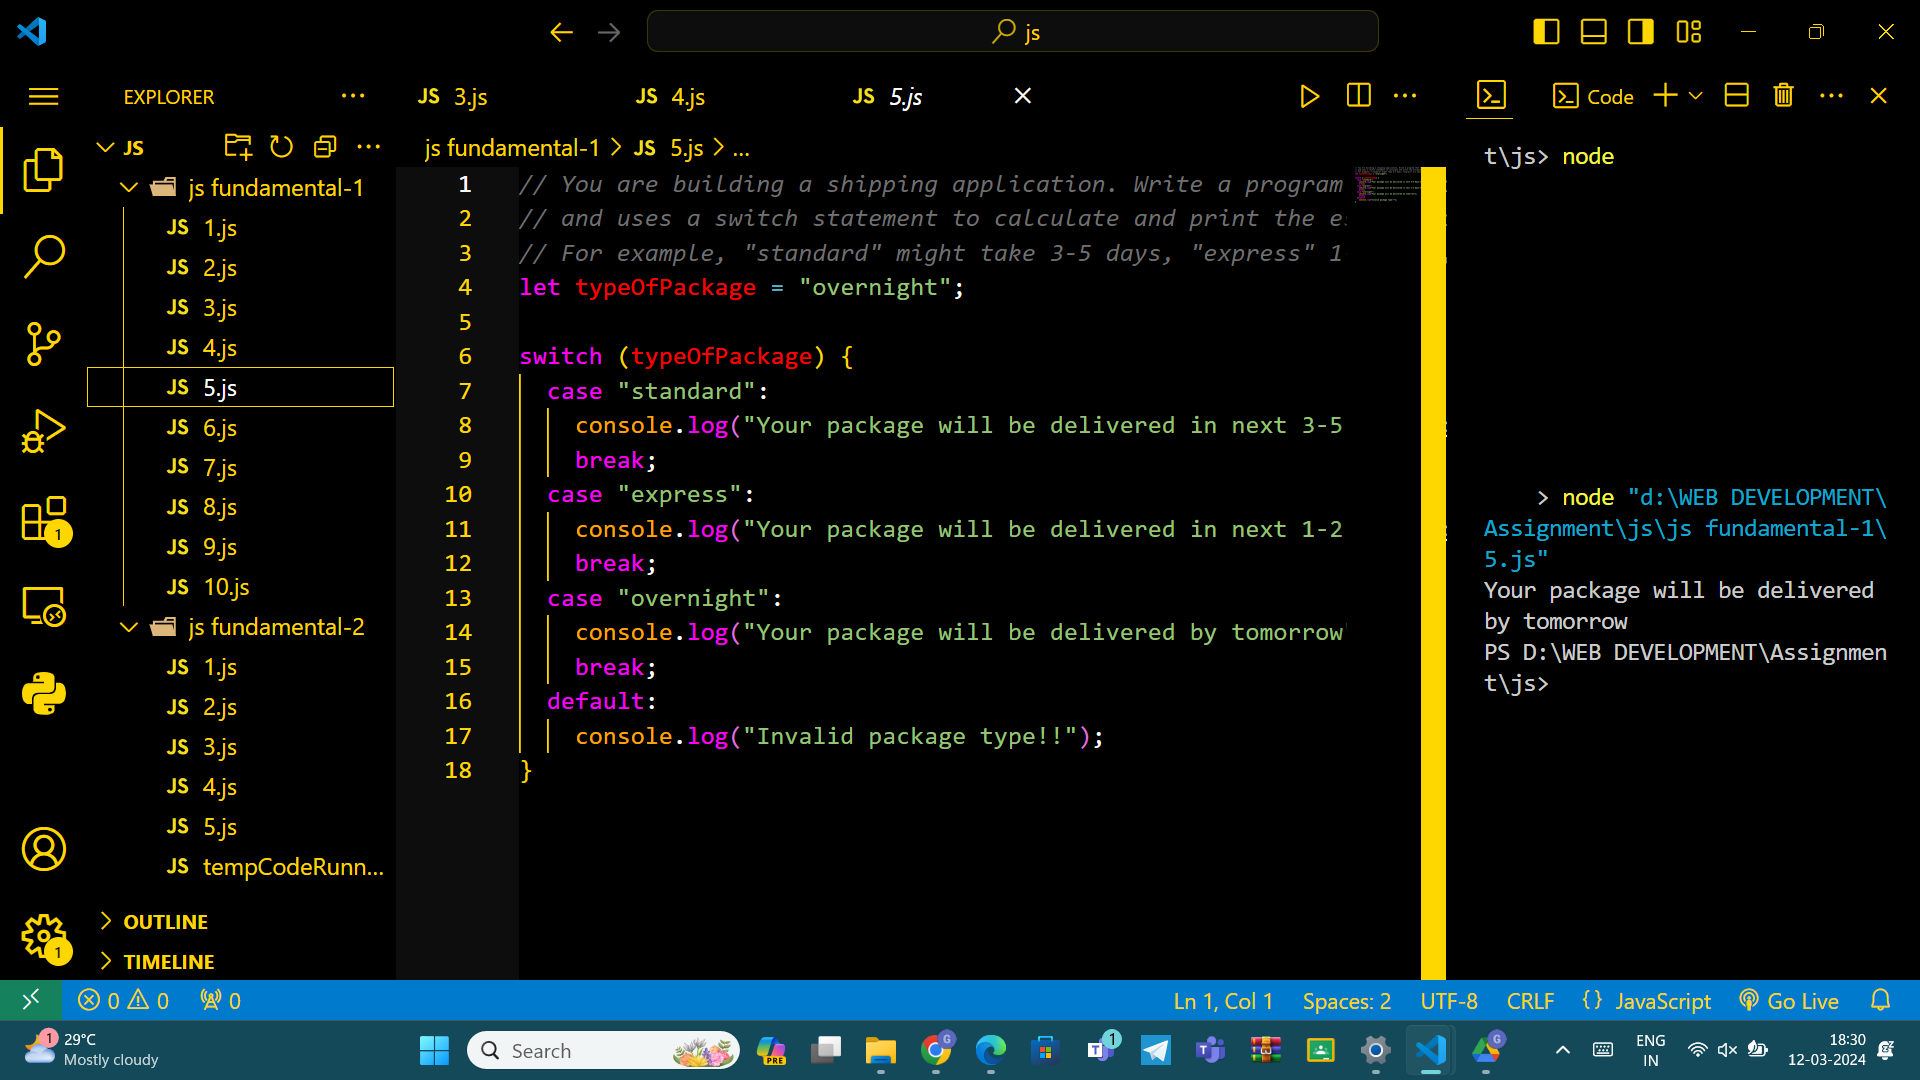 js
EXPLORER
JS
js fundamental-1
JS 1.js
JS 2.js
JS 3.js
JS 4.js
JS 5.js
JS 6.js
JS 7.js
JS 8.js
JS 9.js
JS 10.js
js fundamental-2
JS 1.js
JS 2.js
JS 3.js
JS 4.js
JS 5.js
JS tempCodeRunn...
OUTLINE
TIMELINE
1
1
JS 3.js
JS 4.js
JS 5.js
js fundamental-1 > JS 5.js > ...
1 // You are building a shipping application. Write a program
2 // and uses a switch statement to calculate and print the
3 // For example, "standard" might take 3-5 days, "express" 1
4 let typeOfPackage = "overnight";
5
6 switch (typeOfPackage) {
7 case "standard":
8 console.log("Your package will be delivered in next 3-5
9 break;
10 case "express":
11 console.log("Your package will be delivered in next 1-2
12 break;
13 case "overnight":
14 console.log("Your package will be delivered by tomorrow
15 break;
16 default:
17 console.log("Invalid package type!!");
18 }
Code
t\js> node
> node "d:\WEB DEVELOPMENT\
Assignment\js\js fundamental-1\
5.js"
Your package will be delivered
by tomorrow
PS D:\WEB DEVELOPMENT\Assignmen
t\js>
0 0 0
Ln 1, Col 1 Spaces: 2 UTF-8 CRLF {} JavaScript Go Live
1
29°C
Mostly cloudy
Search
PRE
G
T 1
T
G
ENG
IN
18:30
12-03-2024